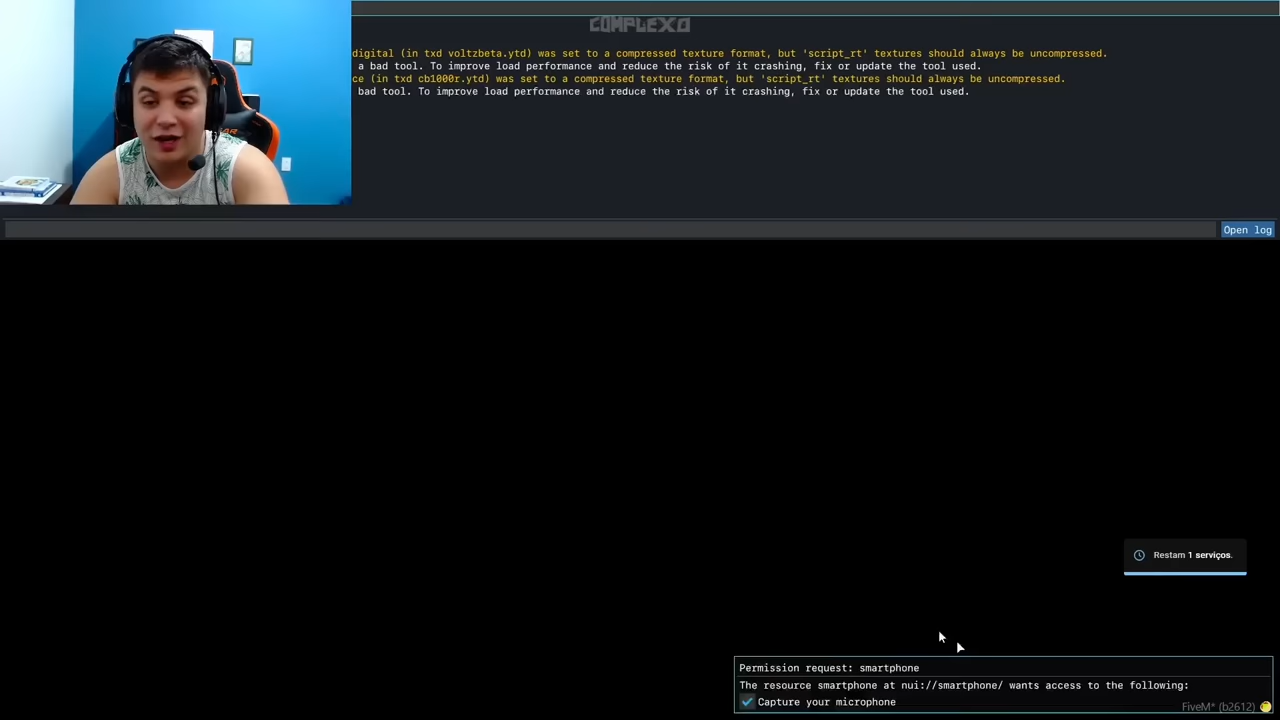 COMPLEXO
digital (in txd voltzbeta.ytd) was set to a compressed texture format, but 'script_rt' textures should always be uncompressed.
a bad tool. To improve load performance and reduce the risk of it crashing, fix or update the tool used.
ce (in txd cb1000r.ytd) was set to a compressed texture format, but 'script_rt' textures should always be uncompressed.
bad tool. To improve load performance and reduce the risk of it crashing, fix or update the tool used.
Open log
Restam 1 serviços.
Permission request: smartphone
The resource smartphone at nui://smartphone/ wants access to the following:
Capture your microphone
FiveM* (b2612)